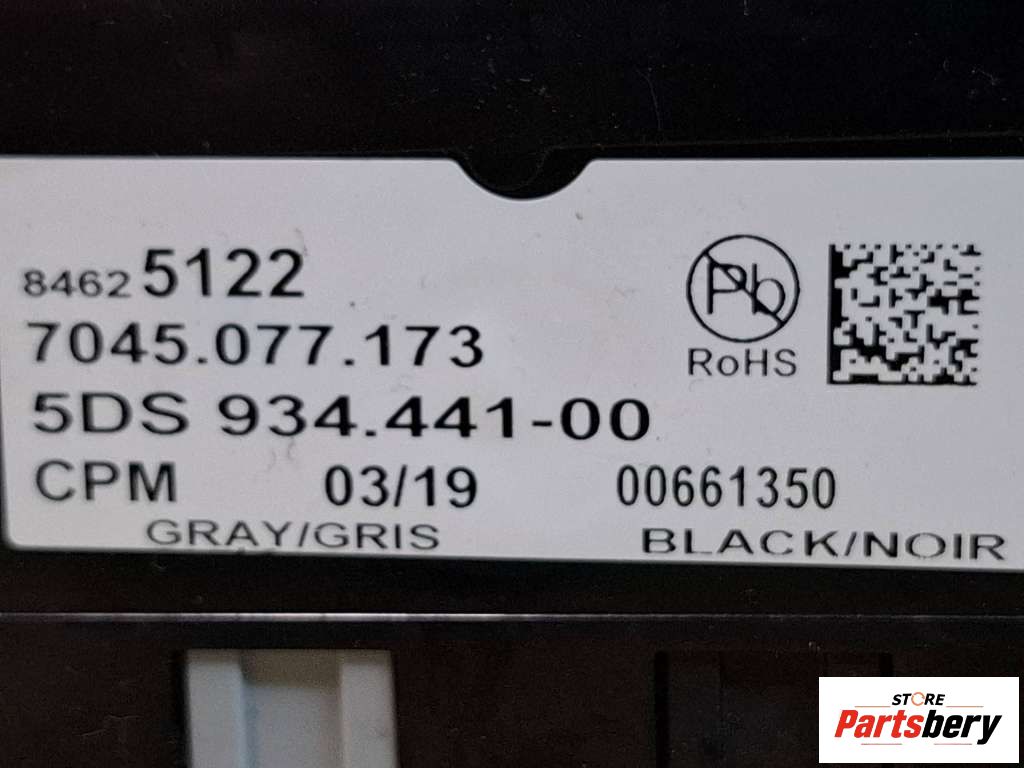 84625122
7045.077.173
5DS 934.441-00
CPM 03/19 00661350
GRAY/GRIS BLACK/NOIR
Pb
RoHS
STORE
Partsbery